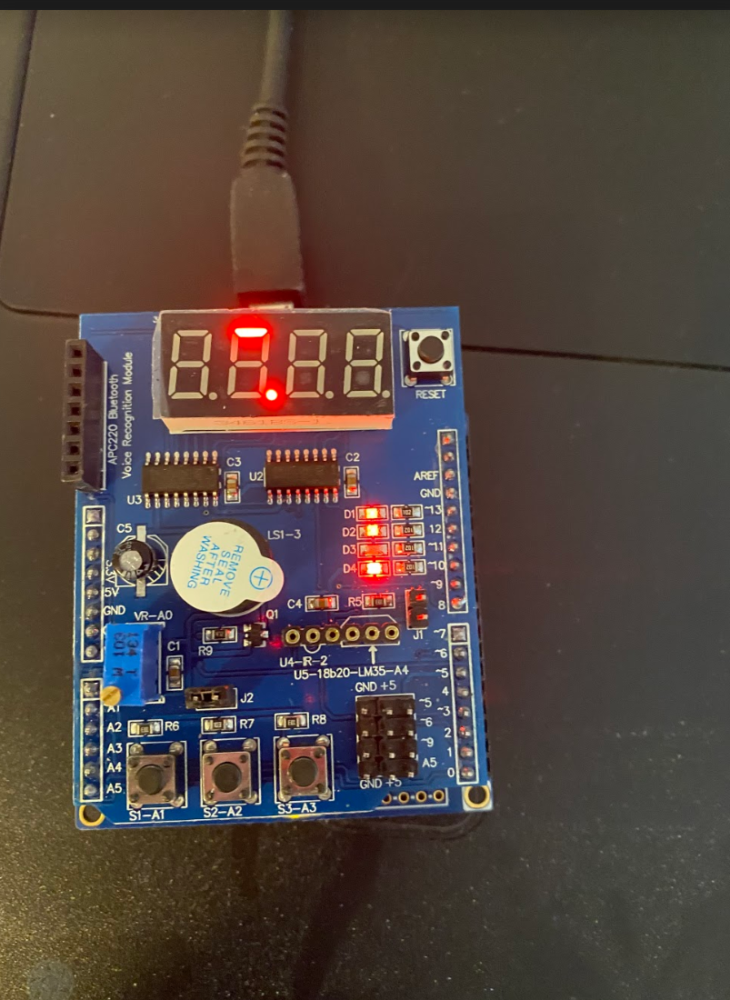 APC220 Bluetooth
Voice Recognition Module
RESET
U3
C3
U2
C2
AREF
GND
~13
12
~11
~10
~9
8
D1
D2
D3
D4
C5
LS1-3
REMOVE
SEAL
AFTER
WASHING
+
5V
GND
VR-A0
C4
R5
Q1
J1
R9
C1
U4-IR-2
U5-18b20-LM35-A4
~7
~6
~5
4
~3
2
1
0
GND +5
~5
~6
~9
A5
GND +5
J2
A1
A2
A3
A4
A5
R6
R7
R8
S1-A1
S2-A2
S3-A3
103